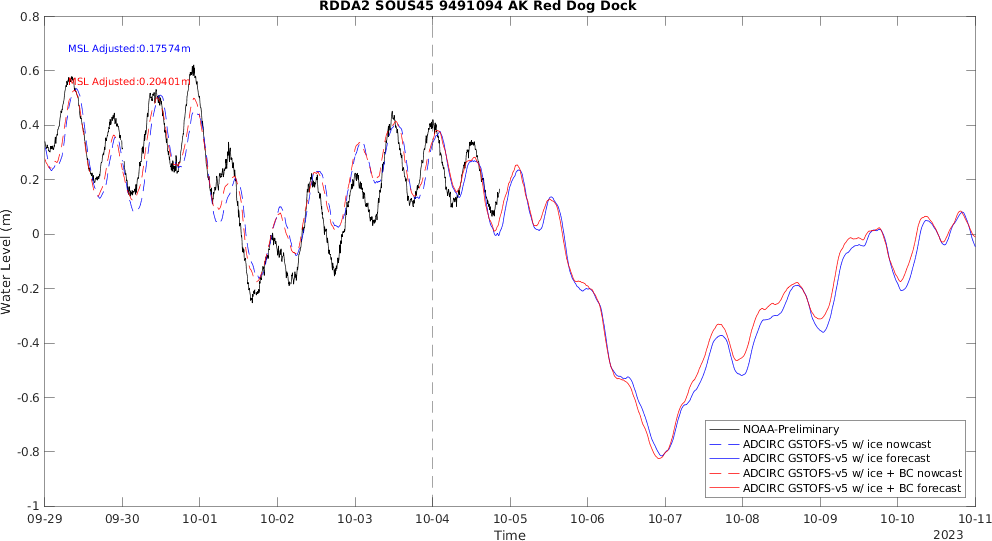 RDDA2 SOUS45 9491094 AK Red Dog Dock
MSL Adjusted:0.17574m
MSL Adjusted:0.20401m
Water Level (m)
0.8
0.6
0.4
0.2
0
-0.2
-0.4
-0.6
-0.8
-1
09-29 09-30 10-01 10-02 10-03 10-04 10-05 10-06 10-07 10-08 10-09 10-10 10-11
Time
2023
NOAA-Preliminary
ADCIRC GSTOFS-v5 w/ ice nowcast
ADCIRC GSTOFS-v5 w/ ice forecast
ADCIRC GSTOFS-v5 w/ ice + BC nowcast
ADCIRC GSTOFS-v5 w/ ice + BC forecast